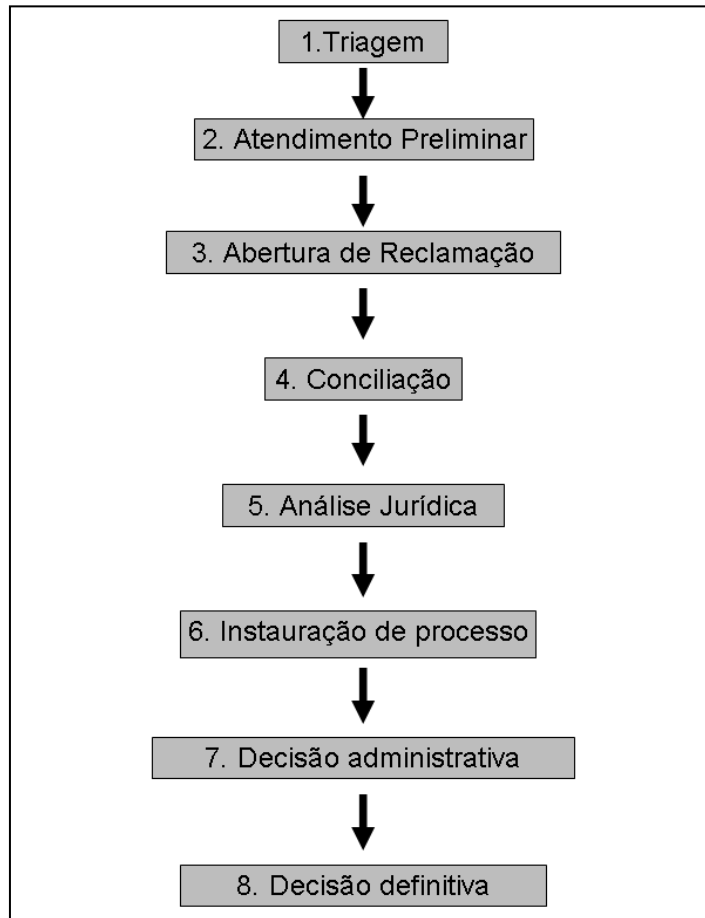 1.Triagem
2. Atendimento Preliminar
3. Abertura de Reclamação
4. Conciliação
5. Análise Jurídica
6. Instauração de processo
7. Decisão administrativa
8. Decisão definitiva